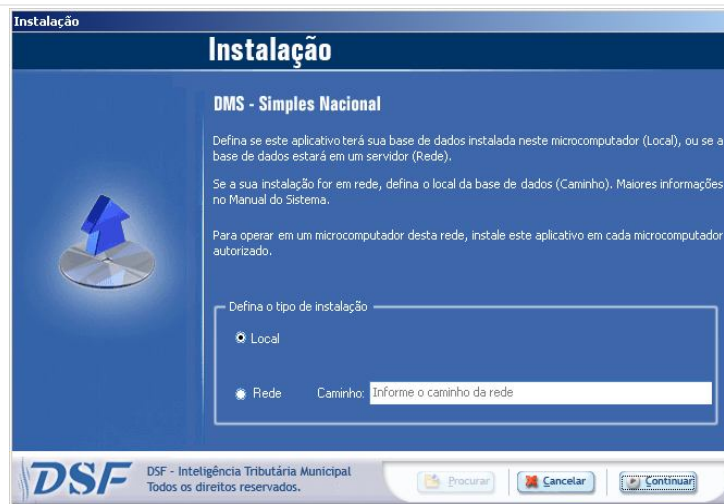 Instalação
Instalação
DMS - Simples Nacional
Defina se este aplicativo terá sua base de dados instalada neste microcomputador (Local), ou se a
base de dados estará em um servidor (Rede).
Se a sua instalação for em rede, defina o local da base de dados (Caminho). Maiores informações
no Manual do Sistema.
Para operar em um microcomputador desta rede, instale este aplicativo em cada microcomputador
autorizado.
Defina o tipo de instalação
Local
Rede Caminho: Informe o caminho da rede
DSF DSF - Inteligência Tributária Municipal
Todos os direitos reservados.
Procurar Cancelar Continuar